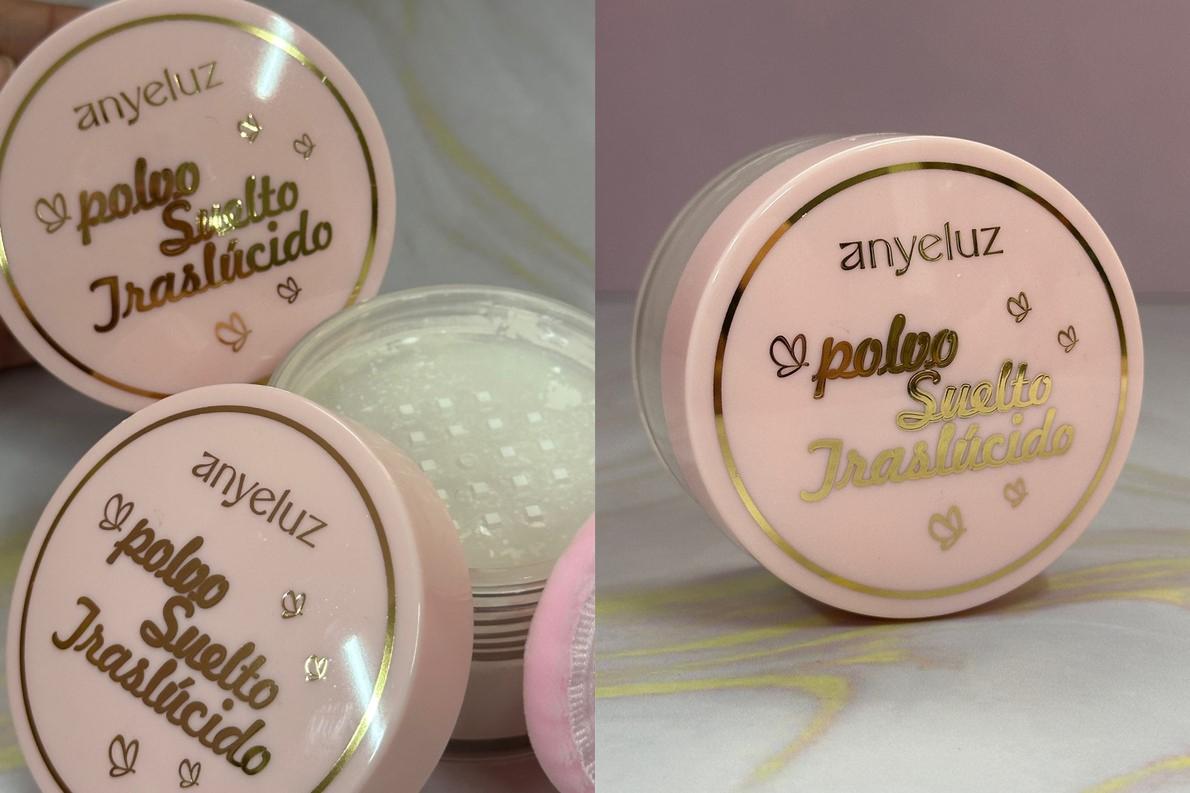 anyeluz
polvo
Suelto
Traslúcido
anyeluz
polvo
Suelto
Traslúcido
anyeluz
polvo
Suelto
Traslúcido